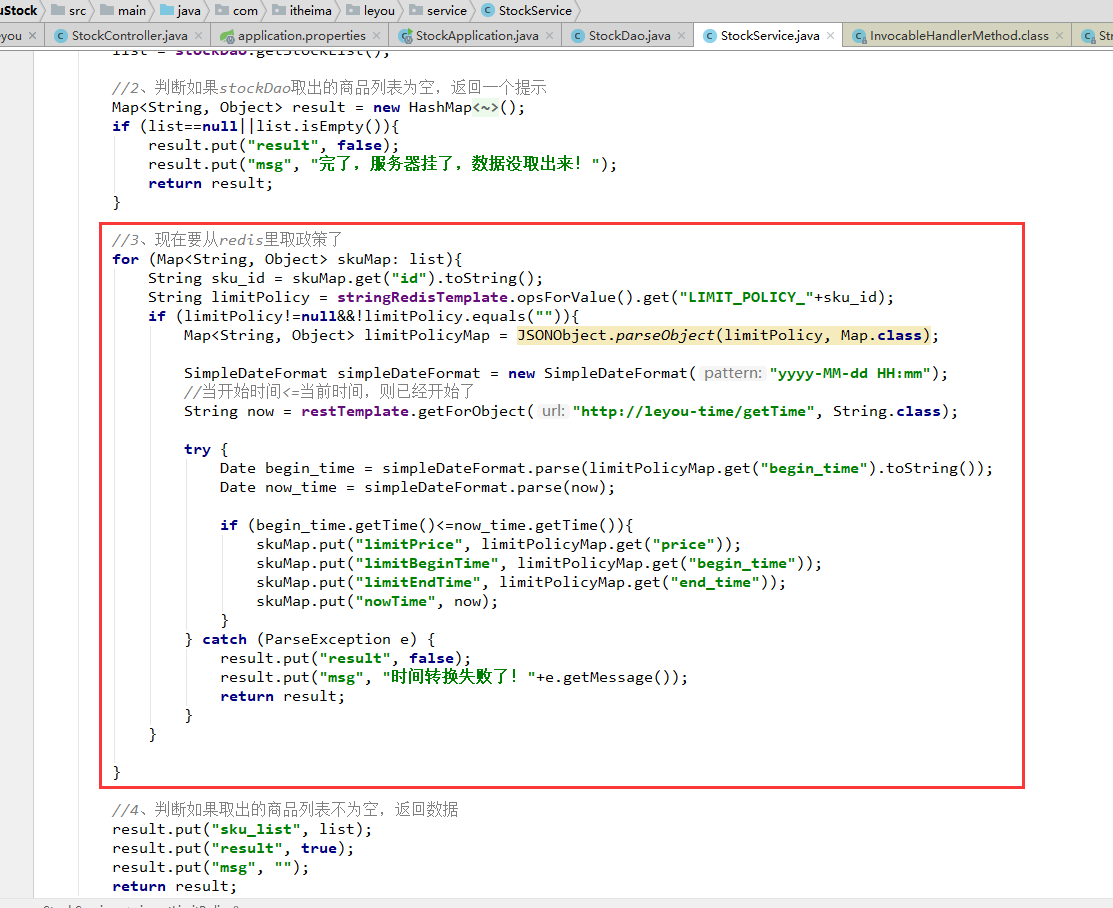 uStock src main java com itheima leyou service StockService
you StockController.java application.properties StockApplication.java StockDao.java StockService.java InvocableHandlerMethod.class Str
list = stockDao.getStockList();
//2、判断如果stockDao取出的商品列表为空，返回一个提示
Map<String, Object> result = new HashMap<~>();
if (list==null||list.isEmpty()){
result.put("result", false);
result.put("msg", "完了，服务器挂了，数据没取出来！");
return result;
}
//3、现在要从redis里取政策了
for (Map<String, Object> skuMap: list){
String sku_id = skuMap.get("id").toString();
String limitPolicy = stringRedisTemplate.opsForValue().get("LIMIT_POLICY_"+sku_id);
if (limitPolicy!=null&&!limitPolicy.equals("")){
Map<String, Object> limitPolicyMap = JSONObject.parseObject(limitPolicy, Map.class);
SimpleDateFormat simpleDateFormat = new SimpleDateFormat( pattern: "yyyy-MM-dd HH:mm");
//当开始时间<=当前时间，则已经开始了
String now = restTemplate.getForObject( url: "http://leyou-time/getTime", String.class);
try {
Date begin_time = simpleDateFormat.parse(limitPolicyMap.get("begin_time").toString());
Date now_time = simpleDateFormat.parse(now);
if (begin_time.getTime()<=now_time.getTime()){
skuMap.put("limitPrice", limitPolicyMap.get("price"));
skuMap.put("limitBeginTime", limitPolicyMap.get("begin_time"));
skuMap.put("limitEndTime", limitPolicyMap.get("end_time"));
skuMap.put("nowTime", now);
}
} catch (ParseException e) {
result.put("result", false);
result.put("msg", "时间转换失败了！"+e.getMessage());
return result;
}
}
}
//4、判断如果取出的商品列表不为空，返回数据
result.put("sku_list", list);
result.put("result", true);
result.put("msg", "");
return result;